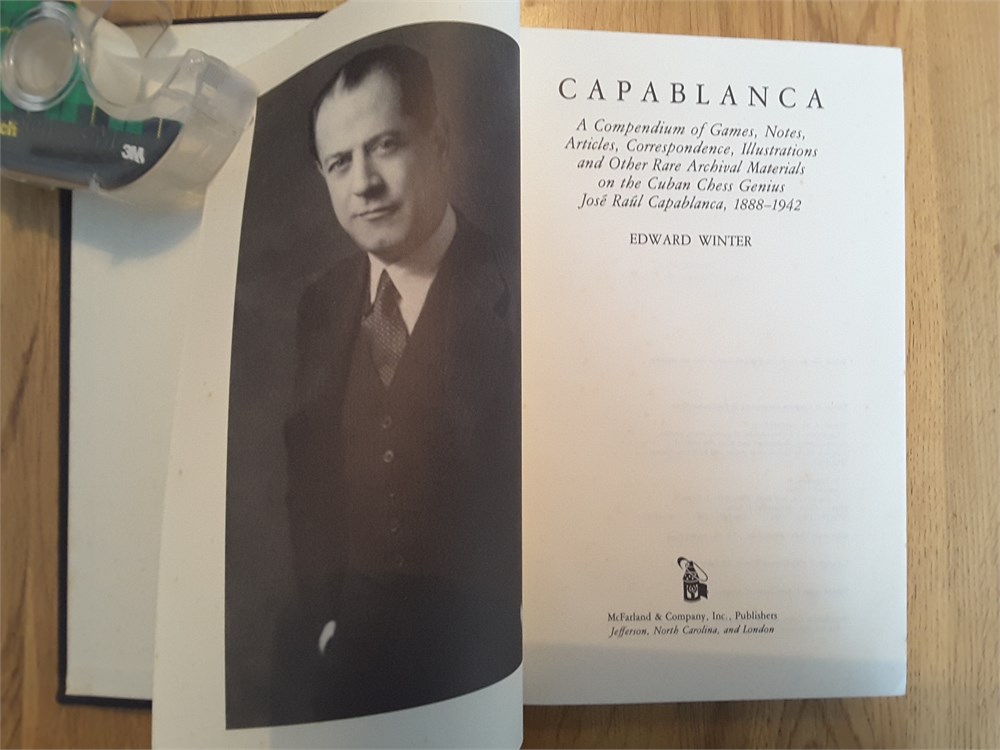 3M
CAPABLANCA
A Compendium of Games, Notes,
Articles, Correspondence, Illustrations
and Other Rare Archival Materials
on the Cuban Chess Genius
José Raúl Capablanca, 1888–1942
EDWARD WINTER
McFarland & Company, Inc., Publishers
Jefferson, North Carolina, and London